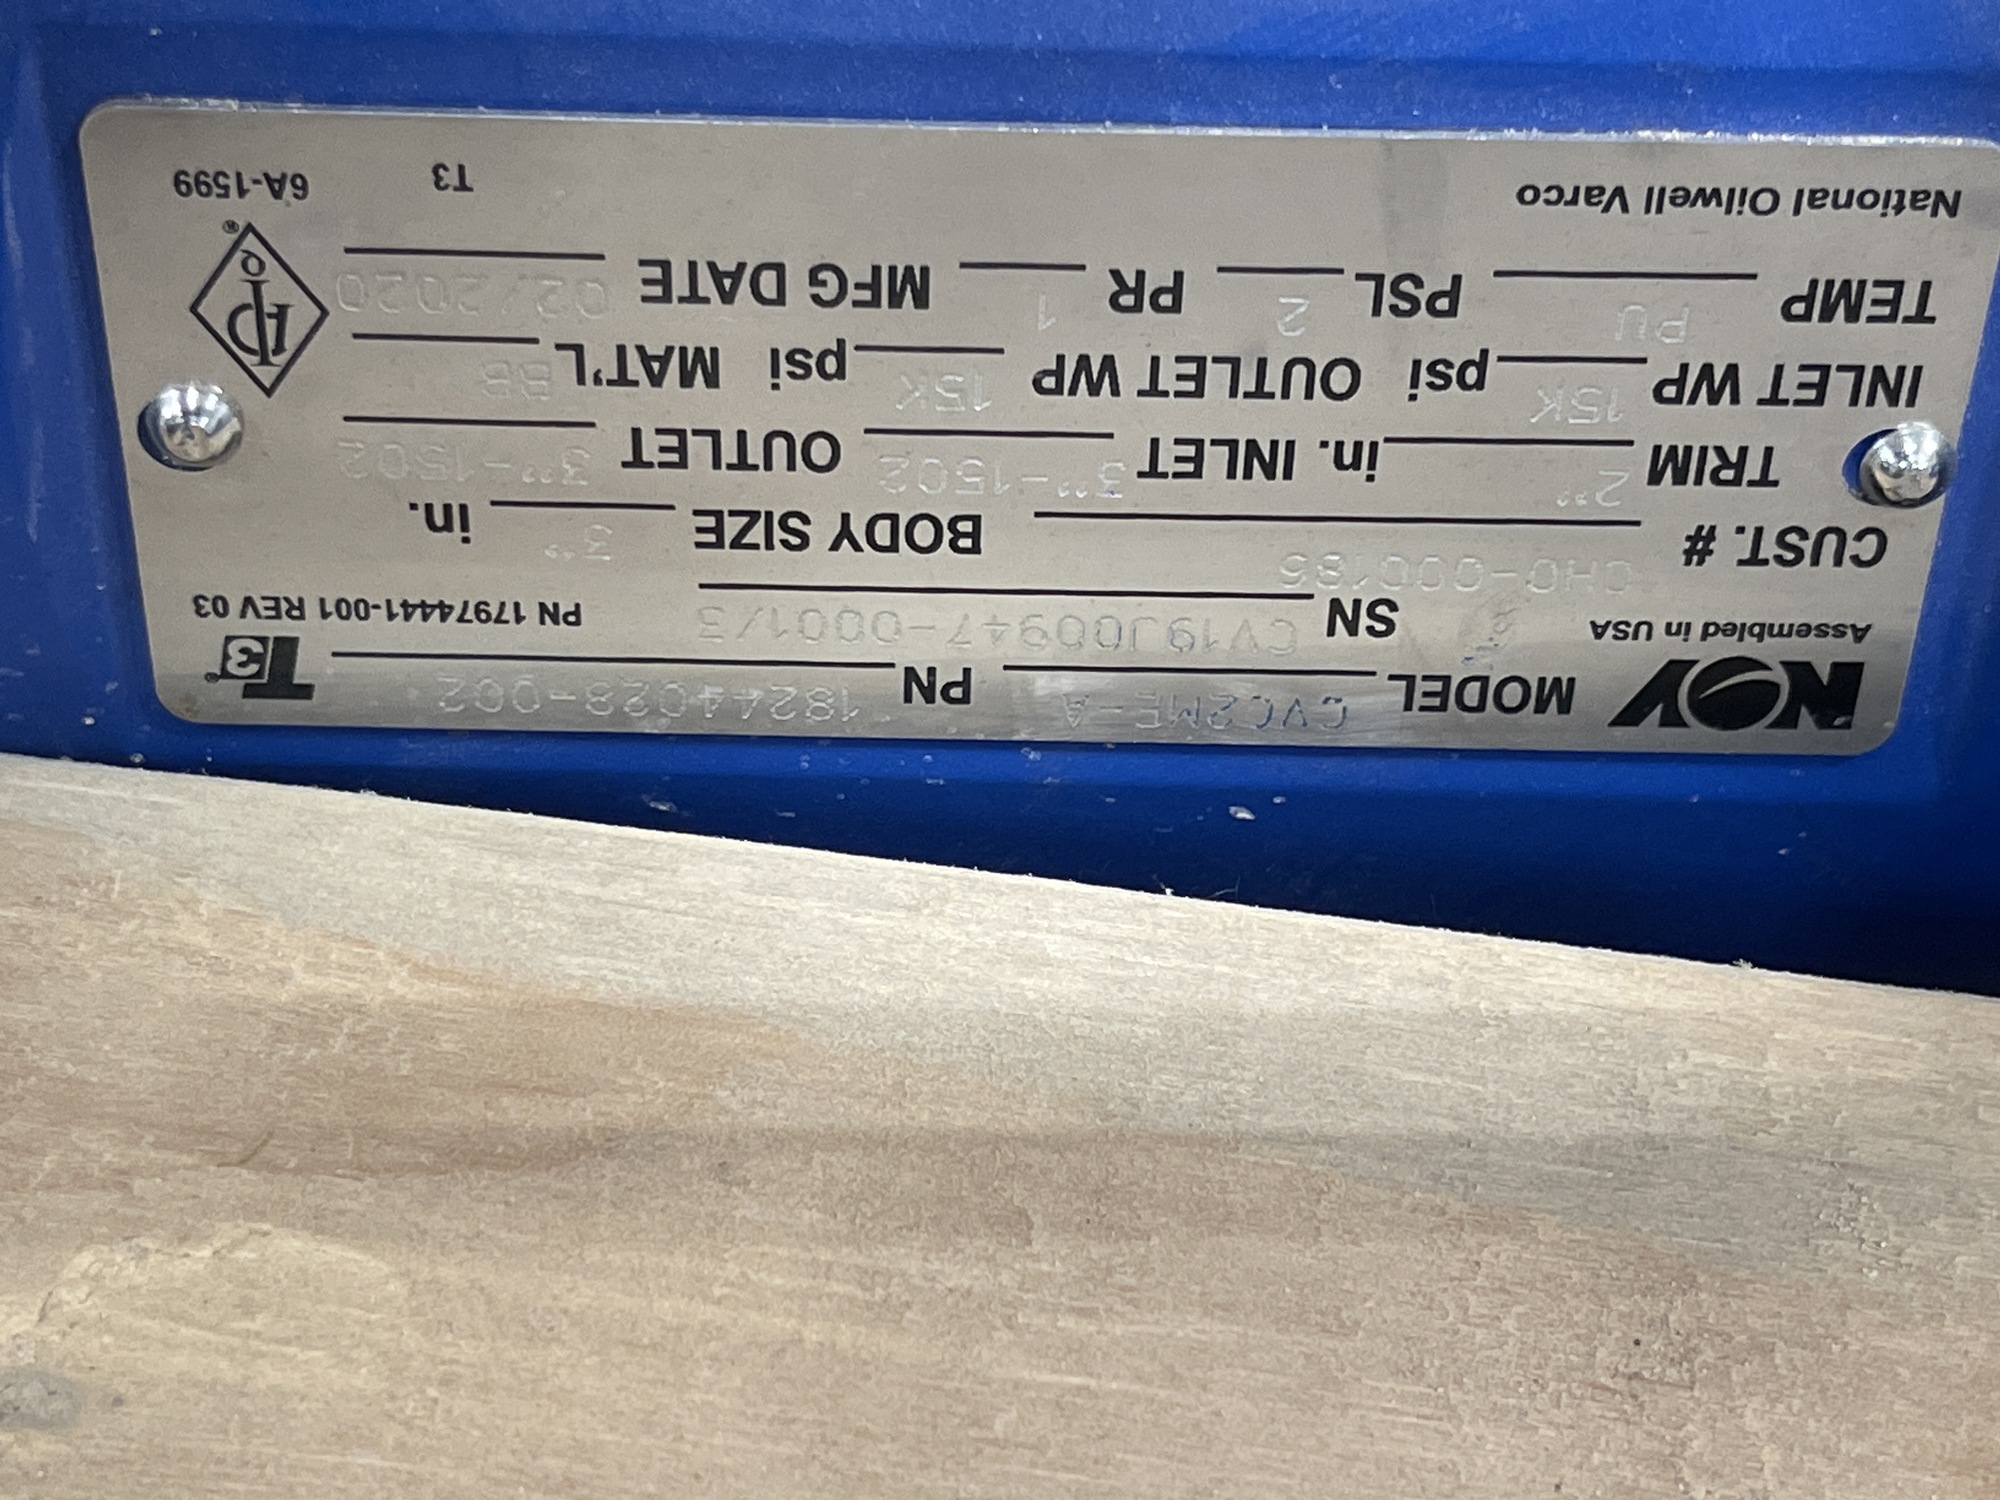 NOV MODEL CVC2ME-A PN 18244028-002 T3
Assembled in USA SN CV19J00947-0001/3 PN 17974441-001 REV 03
CUST. # CHO-000185 BODY SIZE 3" in.
TRIM 2" in. INLET 3"-1502 OUTLET 3"-1502
INLET WP 15K psi OUTLET WP 15K psi MAT'L BB
TEMP PU PSL 2 PR 1 MFG DATE 02/2020
National Oilwell Varco T3 6A-1599